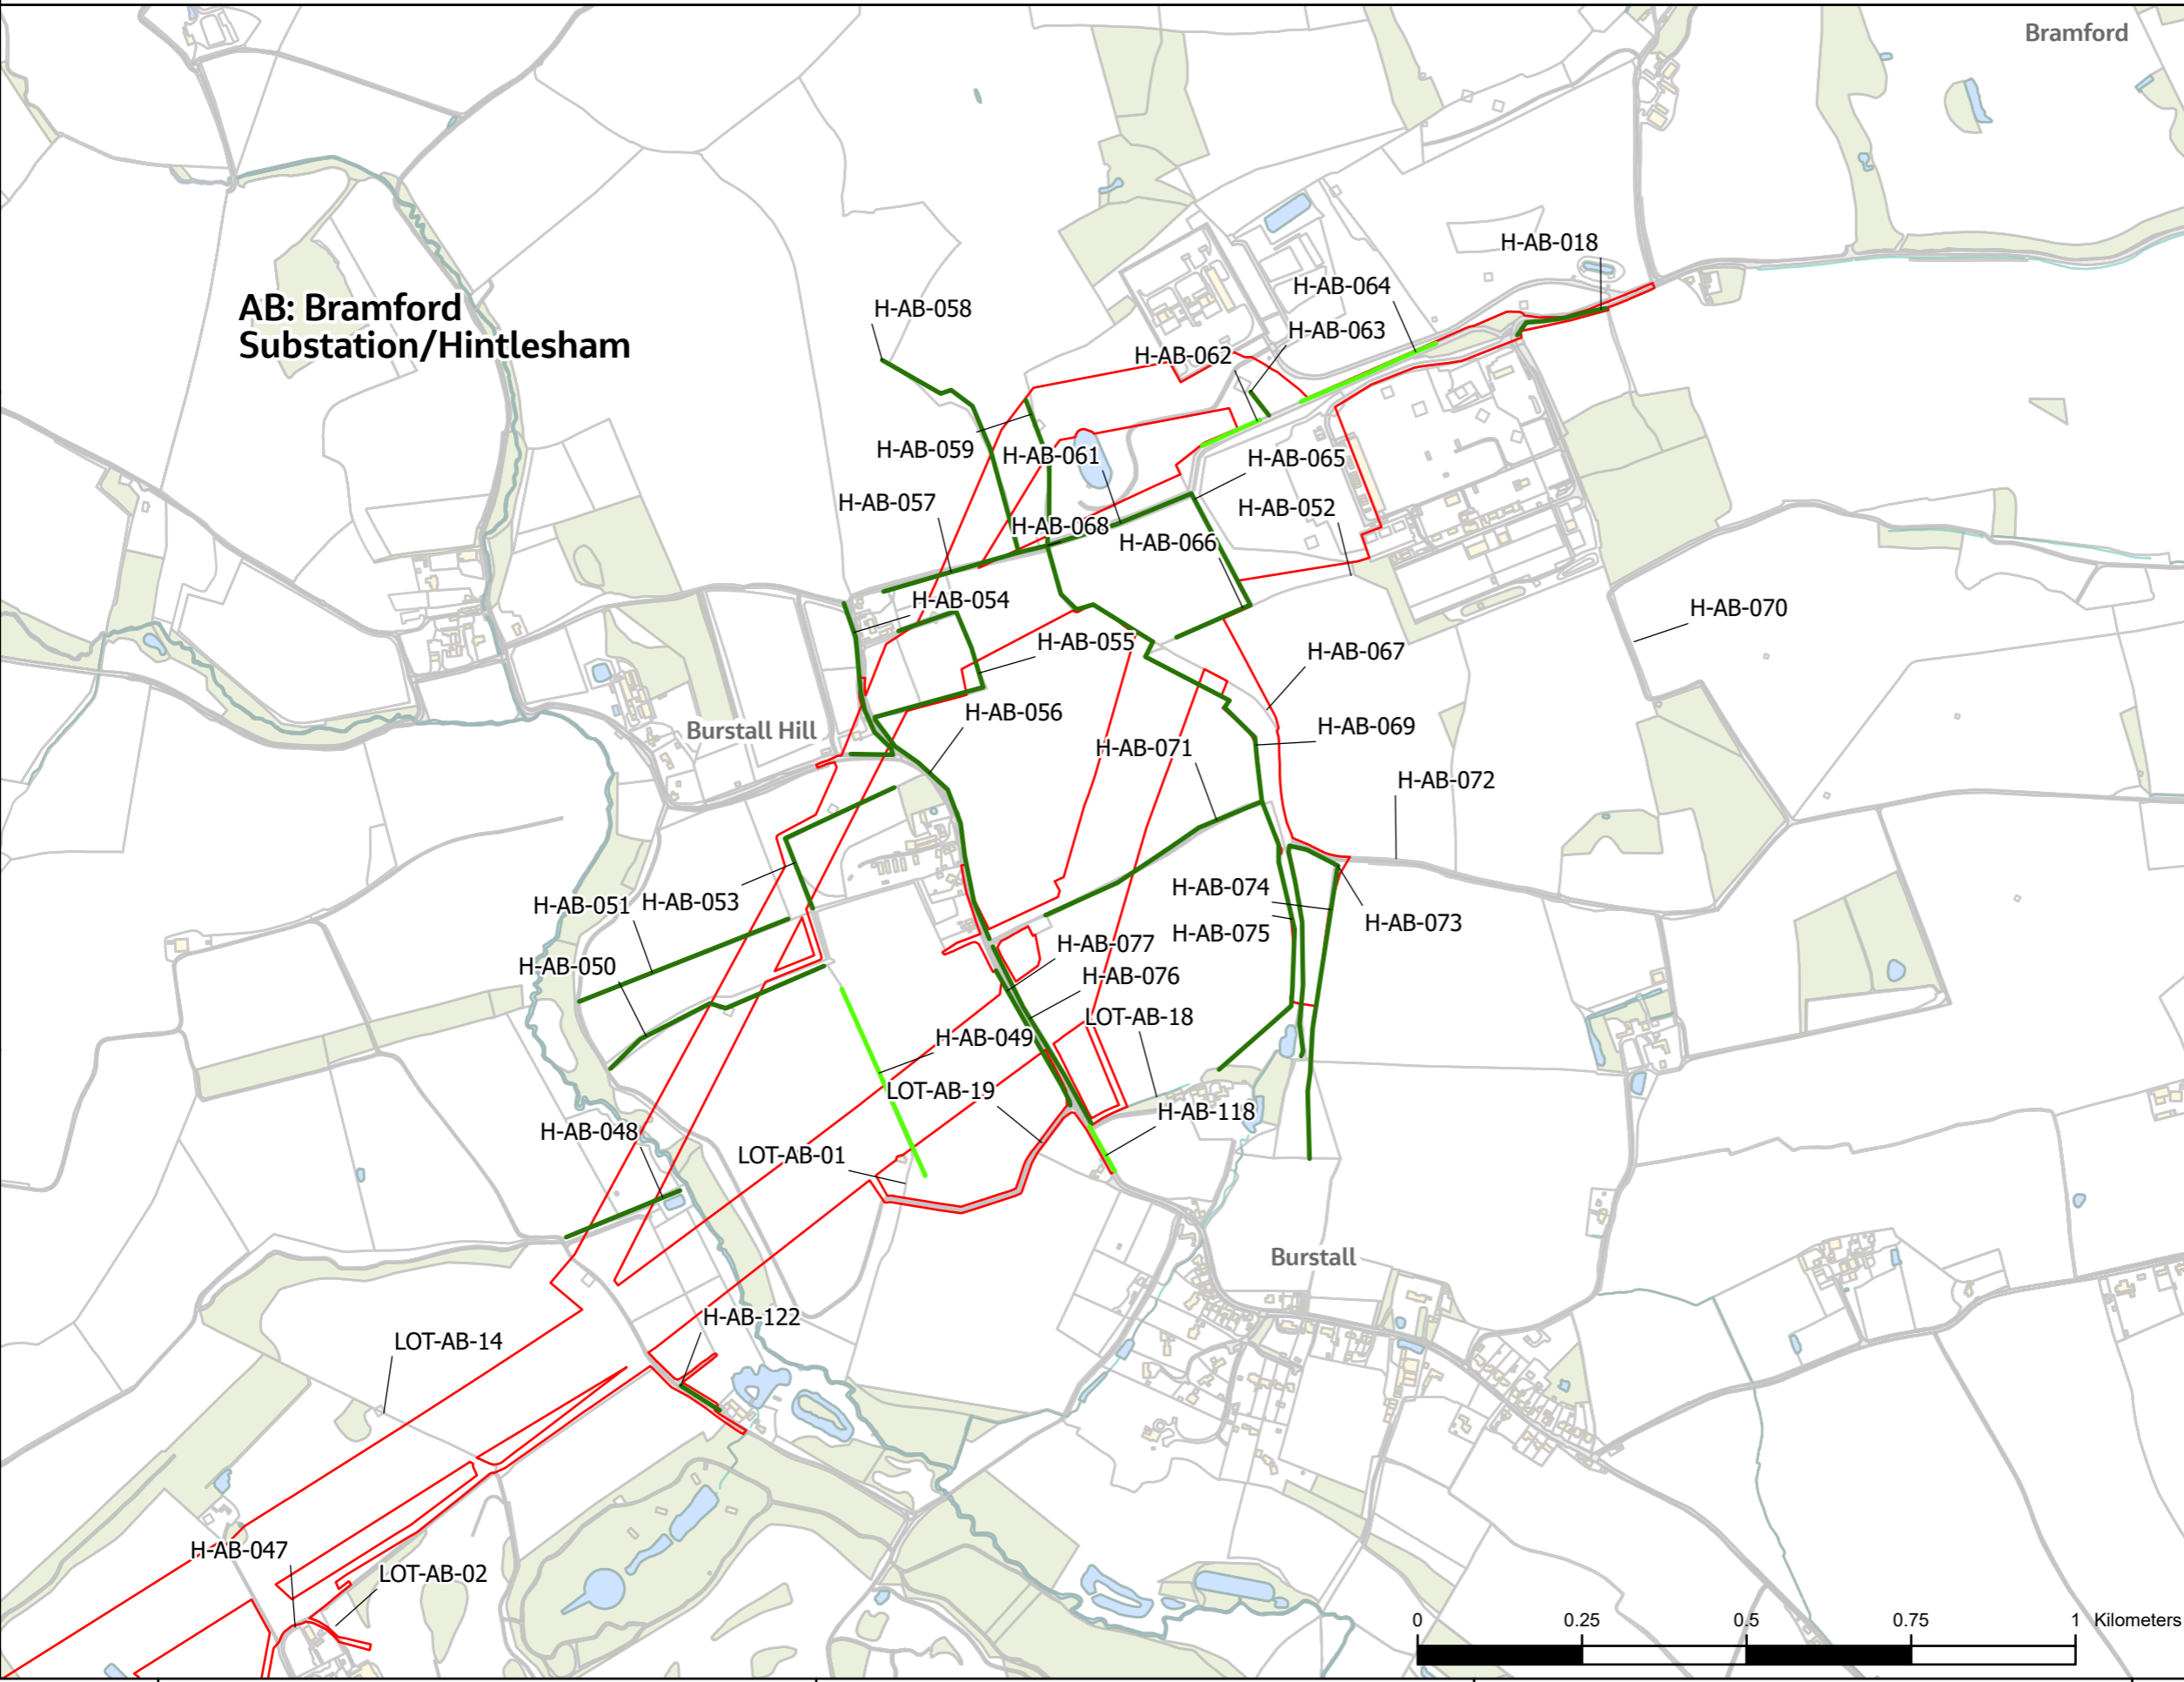 Bramford
H-AB-018
H-AB-064
AB: Bramford
Substation/Hintlesham
H-AB-058
H-AB-063
H-AB-062
H-AB-059
H-AB-061
H-AB-065
H-AB-057
H-AB-052
H-AB-068
H-AB-066
H-AB-054
H-AB-070
H-AB-055
H-AB-067
H-AB-056
Burstall Hill
H-AB-069
H-AB-071
H-AB-072
H-AB-074
H-AB-051
H-AB-053
H-AB-073
H-AB-075
H-AB-077
H-AB-050
H-AB-076
LOT-AB-18
H-AB-049
LOT-AB-19
H-AB-118
H-AB-048
LOT-AB-01
Burstall
H-AB-122
LOT-AB-14
H-AB-047
LOT-AB-02
0 0.25 0.5 0.75 1 Kilometers